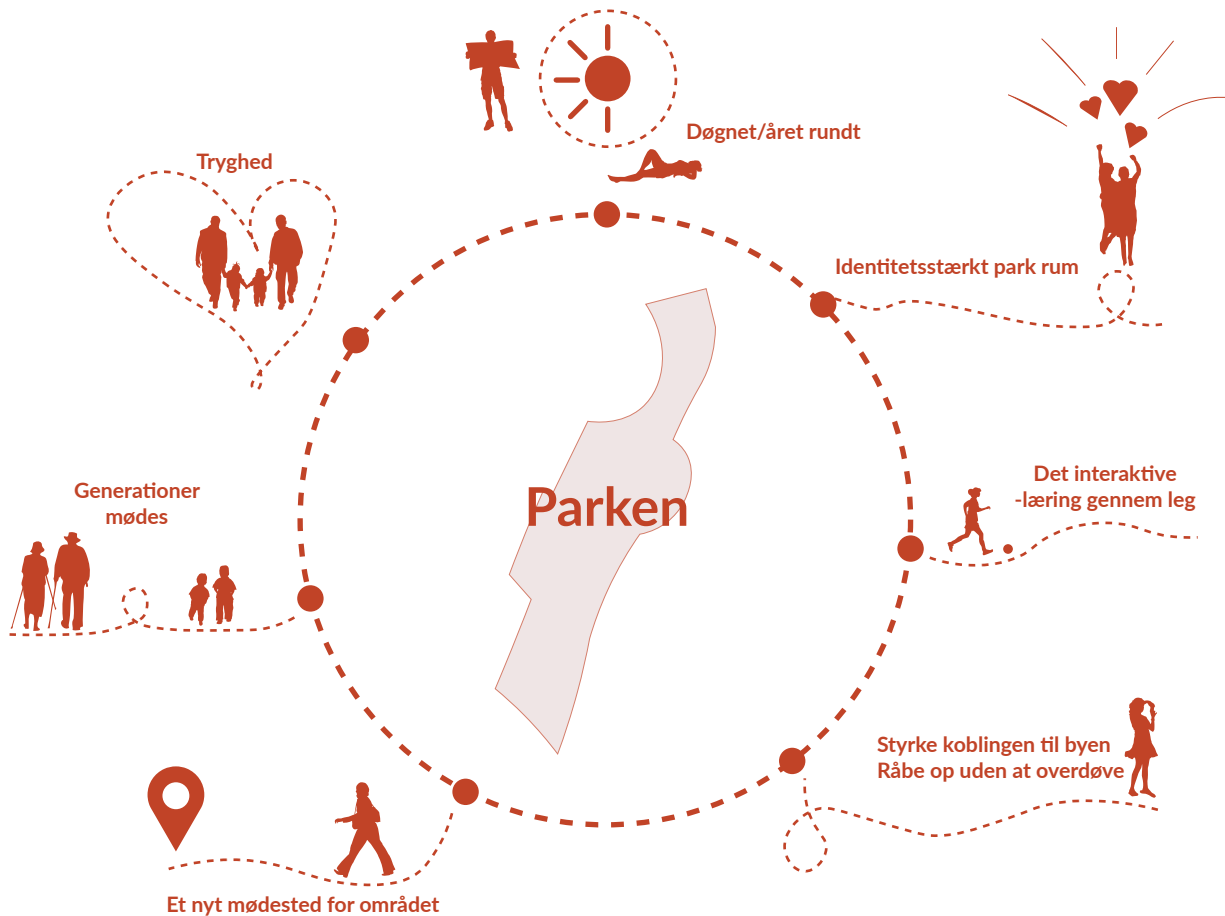 Døgnet/året rundt
Tryghed
Identitetsstærkt park rum
Det interaktive
-læring gennem leg
Generationer
mødes
Parken
Styrke koblingen til byen
Råbe op uden at overdøve
Et nyt mødested for området